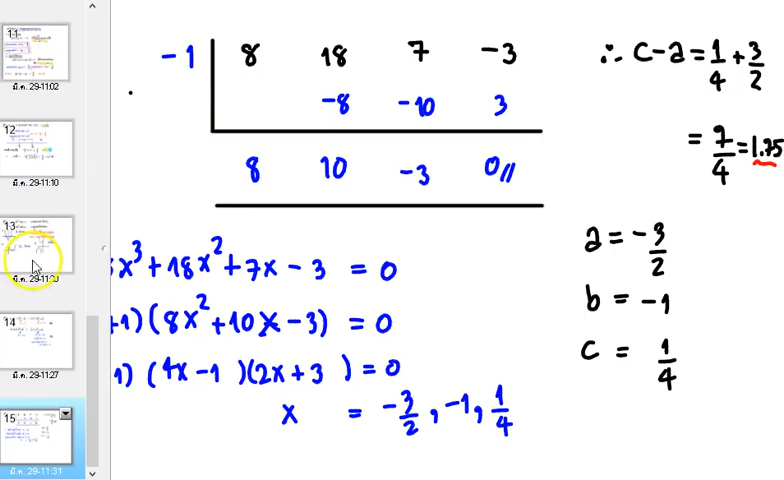 -1 8 18 7 -3
-8 -10 3
8 10 -3 0//
x³ + 18x² + 7x - 3 = 0
+1) (8x² + 10x - 3) = 0
1) (4x - 1)(2x + 3) = 0
x = -3/2, -1, 1/4
∴ c-a = 1/4 + 3/2
= 7/4 = 1.75
a = -3/2
b = -1
c = 1/4
11
มี.ค. 29-11:02
12
มี.ค. 29-11:10
13
14
มี.ค. 29-11:27
15
มี.ค. 29-11:31